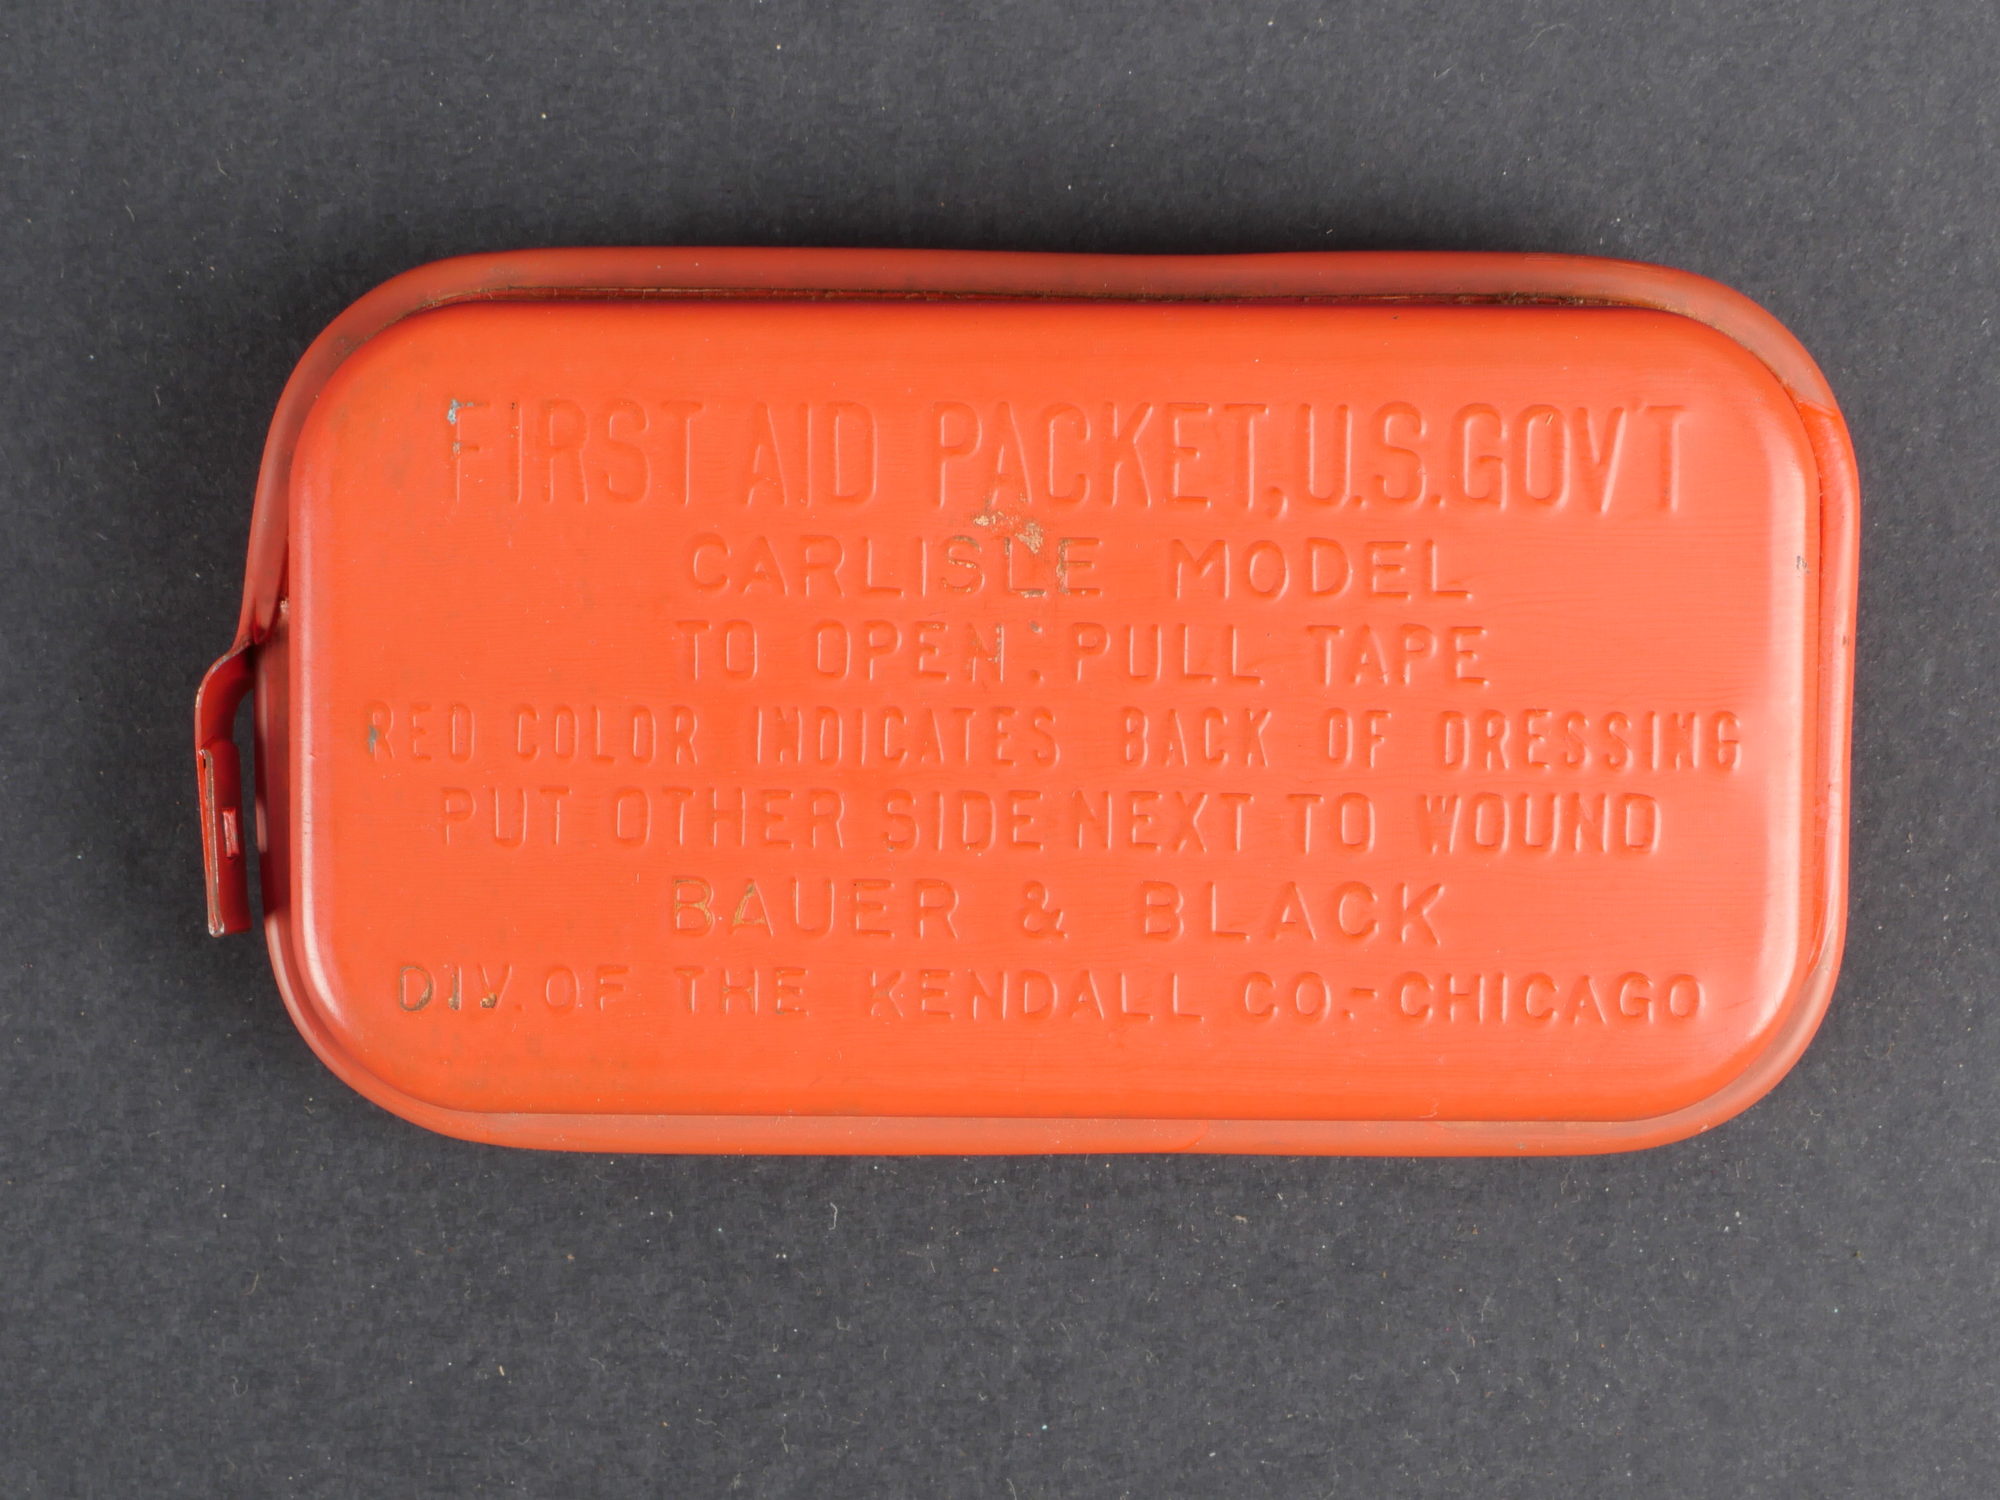 FIRST AID PACKET, U.S. GOV'T
CARLISLE MODEL
TO OPEN: PULL TAPE
RED COLOR INDICATES BACK OF DRESSING
PUT OTHER SIDE NEXT TO WOUND
BAUER & BLACK
DIV. OF THE KENDALL CO.-CHICAGO